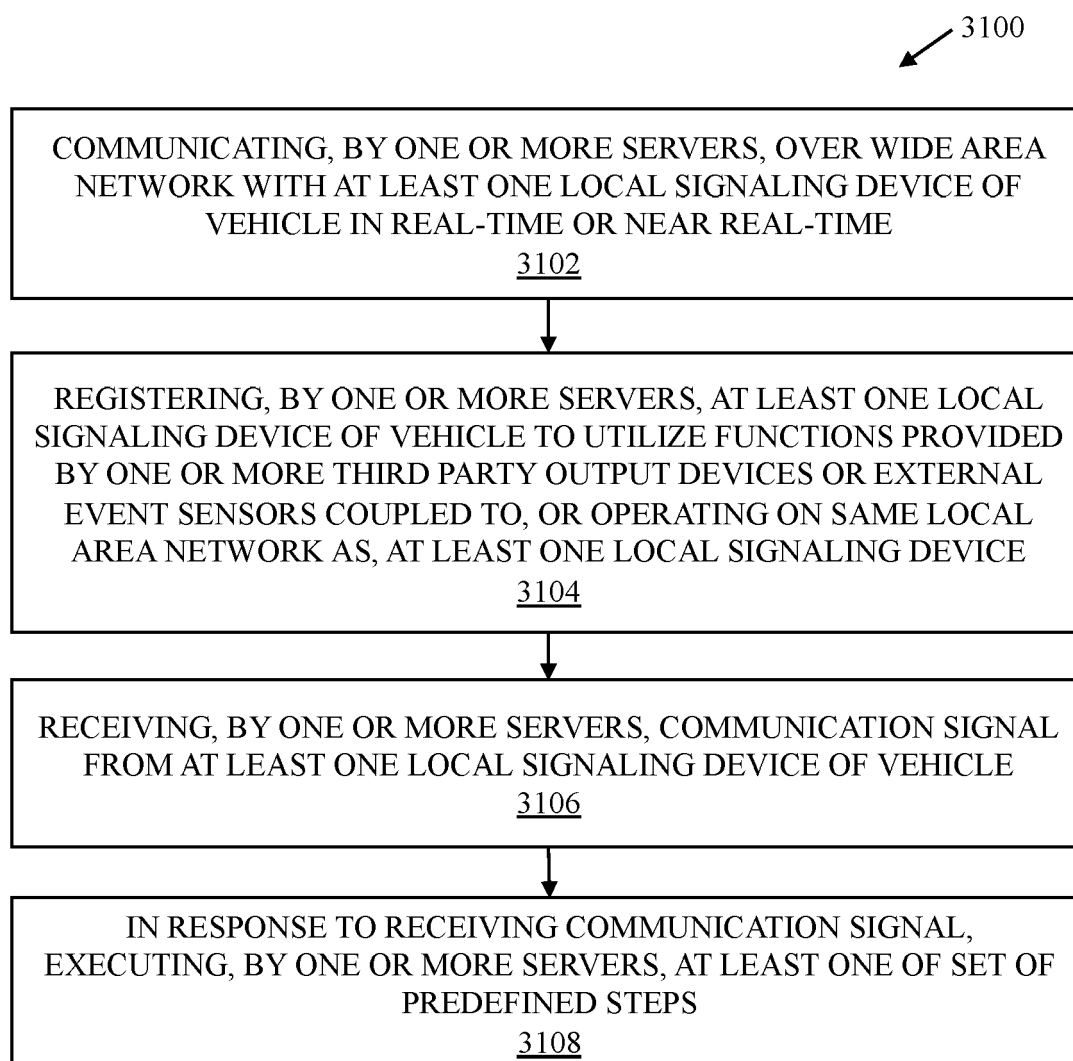 3100
COMMUNICATING, BY ONE OR MORE SERVERS, OVER WIDE AREA
NETWORK WITH AT LEAST ONE LOCAL SIGNALING DEVICE OF
VEHICLE IN REAL-TIME OR NEAR REAL-TIME
3102
REGISTERING, BY ONE OR MORE SERVERS, AT LEAST ONE LOCAL
SIGNALING DEVICE OF VEHICLE TO UTILIZE FUNCTIONS PROVIDED
BY ONE OR MORE THIRD PARTY OUTPUT DEVICES OR EXTERNAL
EVENT SENSORS COUPLED TO, OR OPERATING ON SAME LOCAL
AREA NETWORK AS, AT LEAST ONE LOCAL SIGNALING DEVICE
3104
RECEIVING, BY ONE OR MORE SERVERS, COMMUNICATION SIGNAL
FROM AT LEAST ONE LOCAL SIGNALING DEVICE OF VEHICLE
3106
IN RESPONSE TO RECEIVING COMMUNICATION SIGNAL,
EXECUTING, BY ONE OR MORE SERVERS, AT LEAST ONE OF SET OF
PREDEFINED STEPS
3108